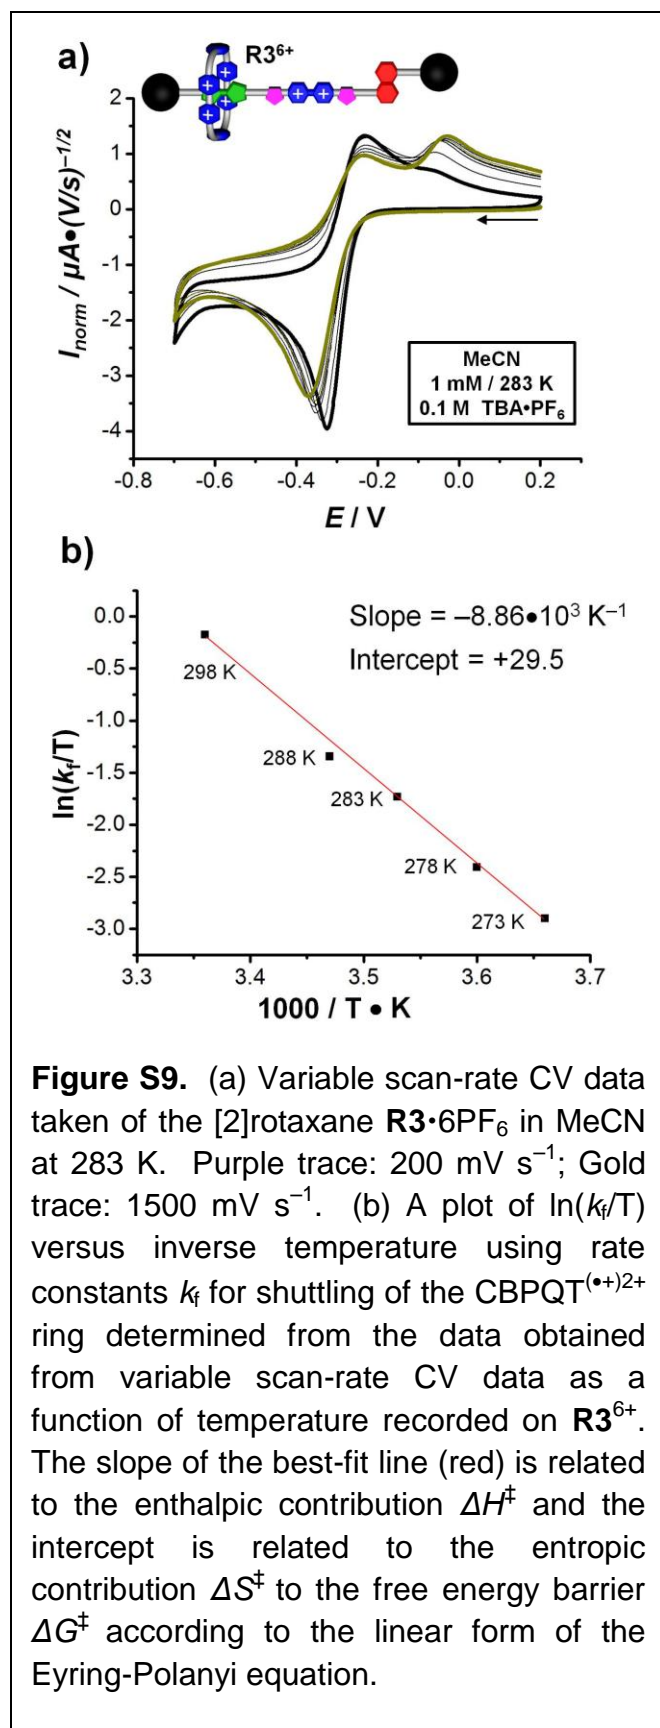 a)
R3⁶⁺
+ + + + + +
2
1
0
-1
-2
-3
-4
I_norm / µA•(V/s)^–1/2
MeCN
1 mM / 283 K
0.1 M TBA•PF₆
-0.8 -0.6 -0.4 -0.2 0.0 0.2
E / V
b)
0.0
-0.5
-1.0
-1.5
-2.0
-2.5
-3.0
ln(k_f/T)
Slope = –8.86•10³ K⁻¹
Intercept = +29.5
298 K
288 K
283 K
278 K
273 K
3.3 3.4 3.5 3.6 3.7
1000 / T • K
Figure S9. (a) Variable scan-rate CV data
taken of the [2]rotaxane R3•6PF₆ in MeCN
at 283 K. Purple trace: 200 mV s⁻¹; Gold
trace: 1500 mV s⁻¹. (b) A plot of ln(k_f/T)
versus inverse temperature using rate
constants k_f for shuttling of the CBPQT^(•+)2+
ring determined from the data obtained
from variable scan-rate CV data as a
function of temperature recorded on R3⁶⁺.
The slope of the best-fit line (red) is related
to the enthalpic contribution ΔH‡ and the
intercept is related to the entropic
contribution ΔS‡ to the free energy barrier
ΔG‡ according to the linear form of the
Eyring-Polanyi equation.